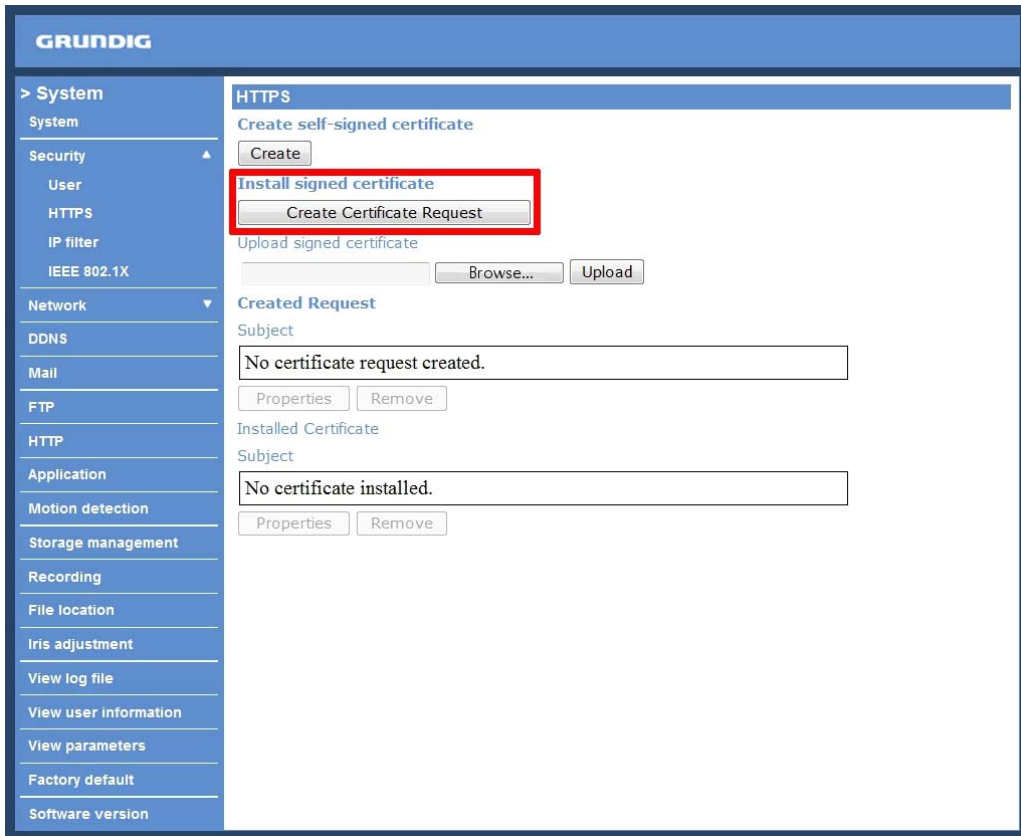 GRUNDIG
> System
System
Security
User
HTTPS
IP filter
IEEE 802.1X
Network
DDNS
Mail
FTP
HTTP
Application
Motion detection
Storage management
Recording
File location
Iris adjustment
View log file
View user information
View parameters
Factory default
Software version
HTTPS
Create self-signed certificate
Create
Install signed certificate
Create Certificate Request
Upload signed certificate
Browse... Upload
Created Request
Subject
No certificate request created.
Properties Remove
Installed Certificate
Subject
No certificate installed.
Properties Remove